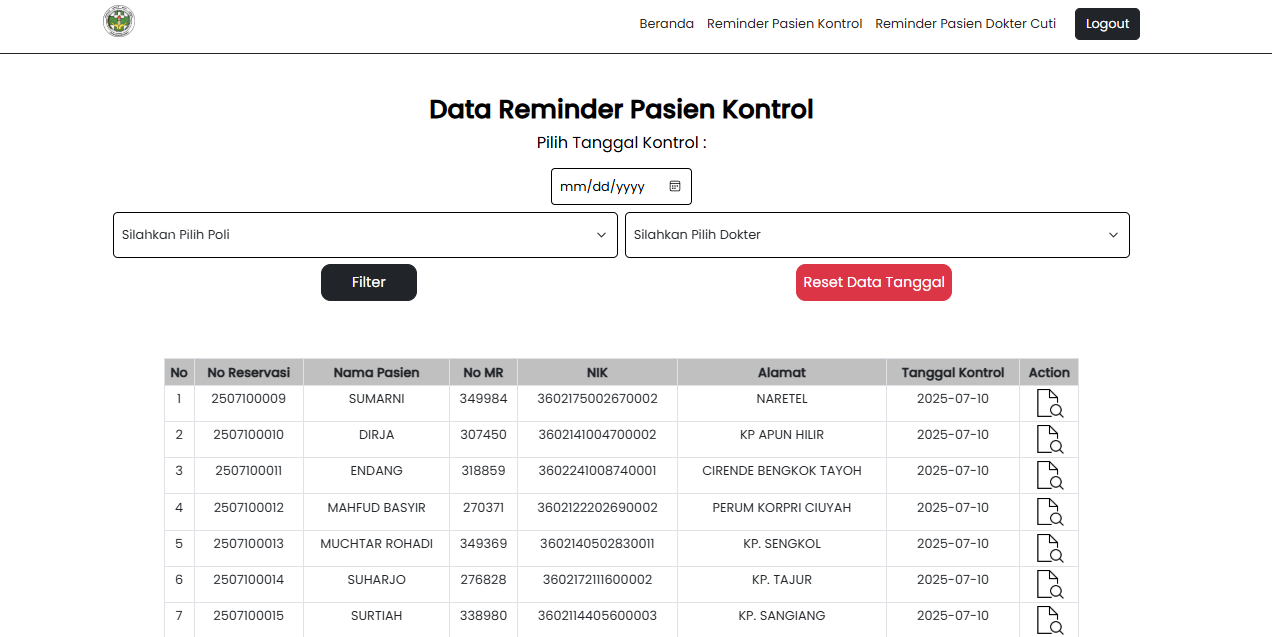 Beranda Reminder Pasien Kontrol Reminder Pasien Dokter Cuti Logout
Data Reminder Pasien Kontrol
Pilih Tanggal Kontrol :
mm/dd/yyyy
Silahkan Pilih Poli Silahkan Pilih Dokter
Filter Reset Data Tanggal
No No Reservasi Nama Pasien No MR NIK Alamat Tanggal Kontrol Action
1 2507100009 SUMARNI 349984 3602175002670002 NARETEL 2025-07-10
2 2507100010 DIRJA 307450 3602141004700002 KP APUN HILIR 2025-07-10
3 2507100011 ENDANG 318859 3602241008740001 CIRENDE BENGKOK TAYOH 2025-07-10
4 2507100012 MAHFUD BASYIR 270371 3602122202690002 PERUM KORPRI CIUYAH 2025-07-10
5 2507100013 MUCHTAR ROHADI 349369 3602140502830011 KP. SENGKOL 2025-07-10
6 2507100014 SUHARJO 276828 3602172111600002 KP. TAJUR 2025-07-10
7 2507100015 SURTIAH 338980 3602114405600003 KP. SANGIANG 2025-07-10